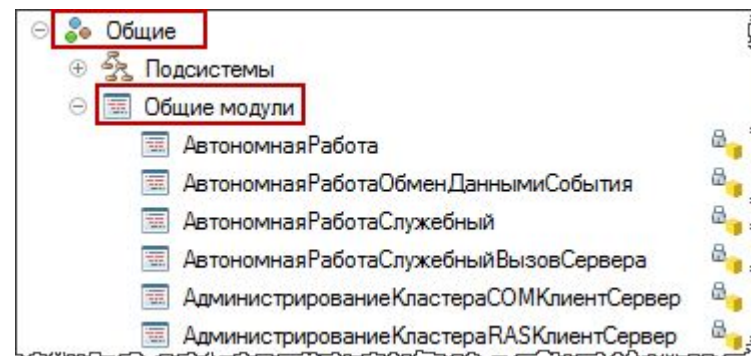 Общие
Подсистемы
Общие модули
АвтономнаяРабота
АвтономнаяРаботаОбменДаннымиСобытия
АвтономнаяРаботаСлужебный
АвтономнаяРаботаСлужебныйВызовСервера
АдминистрированиеКластераCOMКлиентСервер
АдминистрированиеКластераRASКлиентСервер